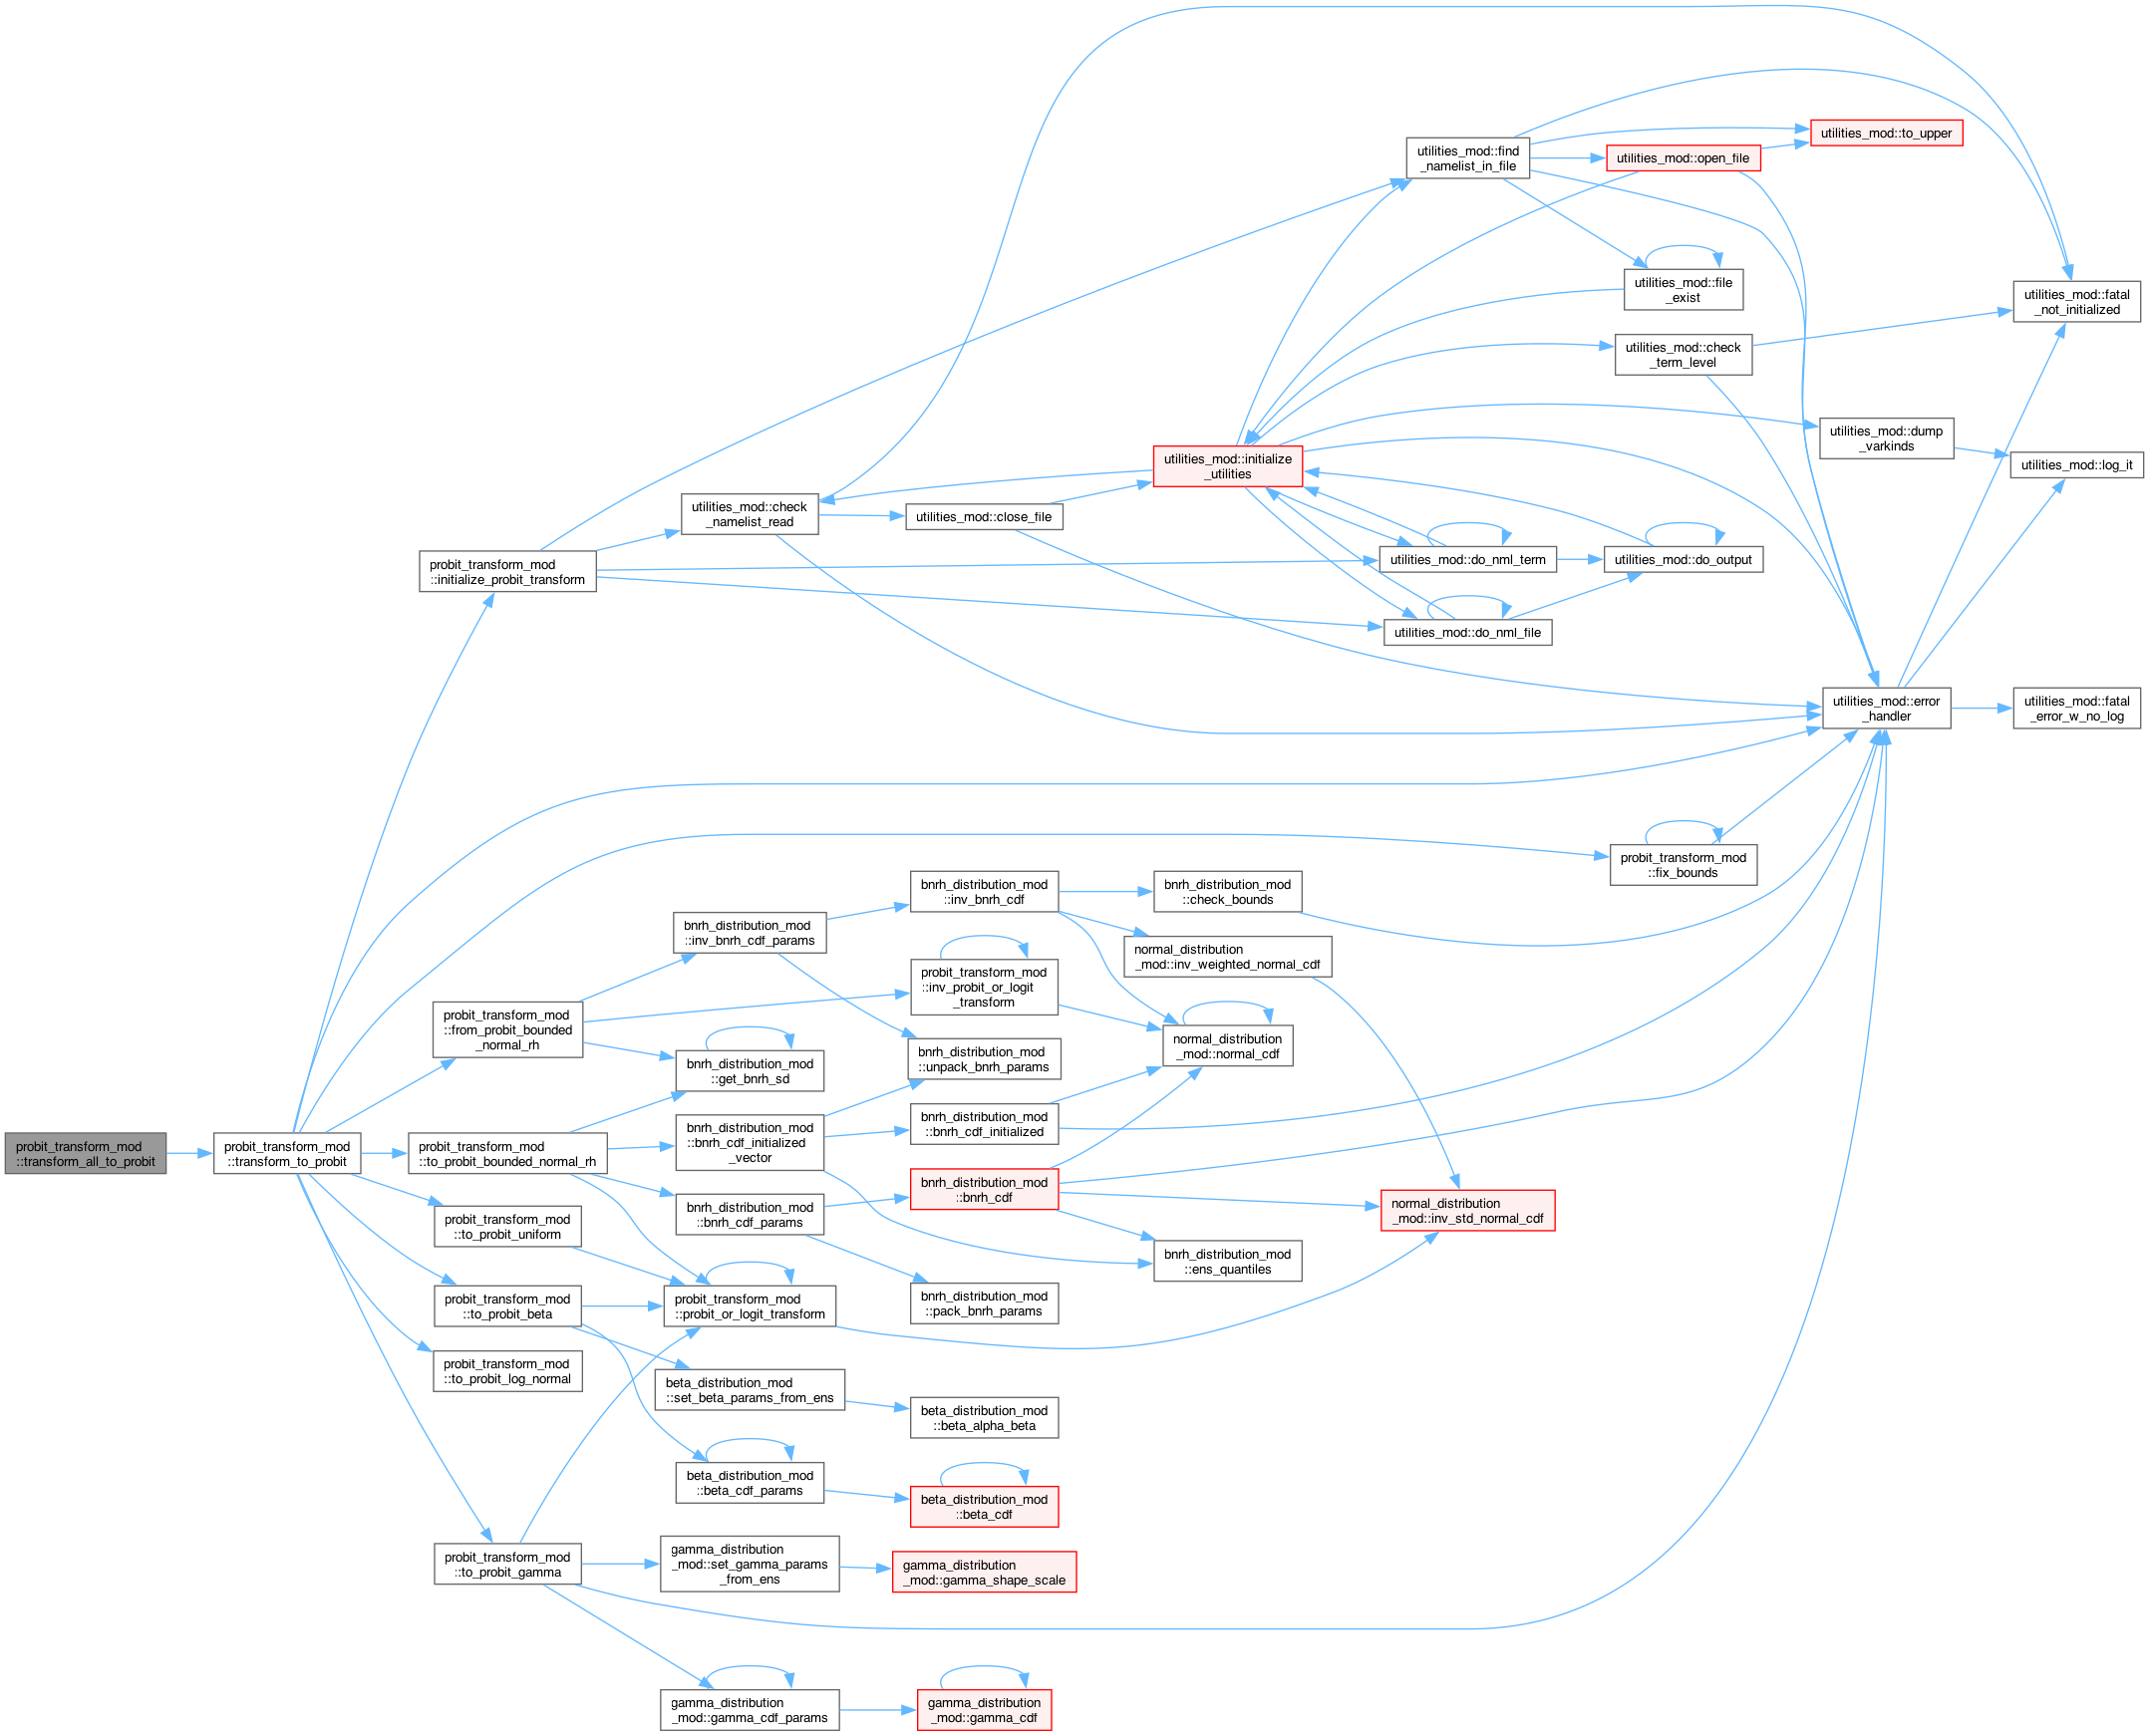 probit_transform_mod
::transform_all_to_probit
probit_transform_mod
::transform_to_probit
probit_transform_mod
::initialize_probit_transform
probit_transform_mod
::from_probit_bounded
_normal_rh
probit_transform_mod
::to_probit_bounded_normal_rh
probit_transform_mod
::to_probit_uniform
probit_transform_mod
::to_probit_beta
probit_transform_mod
::to_probit_log_normal
probit_transform_mod
::to_probit_gamma
utilities_mod::check
_namelist_read
bnrh_distribution_mod
::inv_bnrh_cdf_params
bnrh_distribution_mod
::get_bnrh_sd
bnrh_distribution_mod
::bnrh_cdf_initialized
_vector
bnrh_distribution_mod
::bnrh_cdf_params
probit_transform_mod
::probit_or_logit_transform
beta_distribution_mod
::set_beta_params_from_ens
beta_distribution_mod
::beta_cdf_params
gamma_distribution
_mod::set_gamma_params
_from_ens
gamma_distribution
_mod::gamma_cdf_params
utilities_mod::close_file
bnrh_distribution_mod
::inv_bnrh_cdf
probit_transform_mod
::inv_probit_or_logit
_transform
bnrh_distribution_mod
::unpack_bnrh_params
bnrh_distribution_mod
::bnrh_cdf_initialized
bnrh_distribution_mod
::bnrh_cdf
bnrh_distribution_mod
::pack_bnrh_params
beta_distribution_mod
::beta_alpha_beta
beta_distribution_mod
::beta_cdf
gamma_distribution
_mod::gamma_shape_scale
gamma_distribution
_mod::gamma_cdf
utilities_mod::initialize
_utilities
bnrh_distribution_mod
::check_bounds
normal_distribution
_mod::inv_weighted_normal_cdf
normal_distribution
_mod::normal_cdf
bnrh_distribution_mod
::ens_quantiles
utilities_mod::find
_namelist_in_file
utilities_mod::do_nml_term
utilities_mod::do_nml_file
normal_distribution
_mod::inv_std_normal_cdf
utilities_mod::open_file
utilities_mod::file
_exist
utilities_mod::check
_term_level
utilities_mod::do_output
probit_transform_mod
::fix_bounds
utilities_mod::to_upper
utilities_mod::dump
_varkinds
utilities_mod::error
_handler
utilities_mod::fatal
_not_initialized
utilities_mod::log_it
utilities_mod::fatal
_error_w_no_log